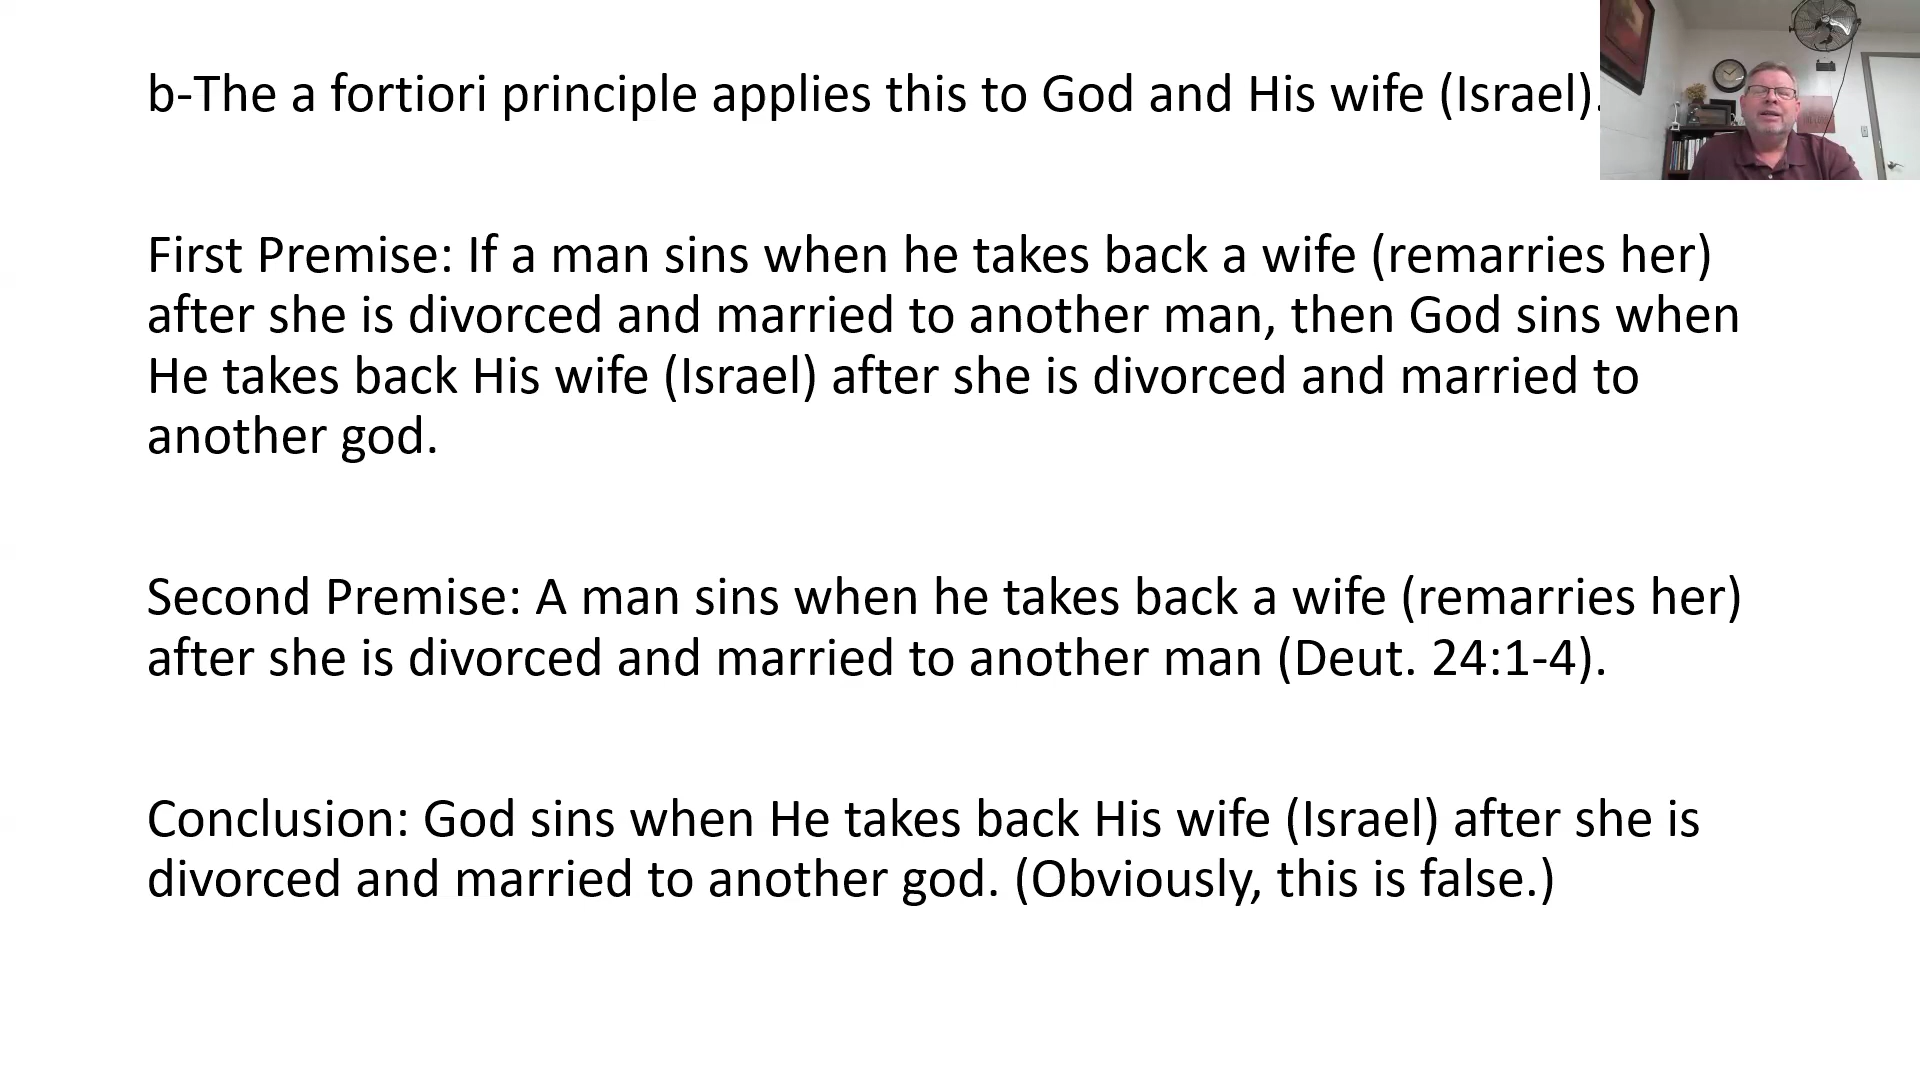 b-The a fortiori principle applies this to God and His wife (Israel).
First Premise: If a man sins when he takes back a wife (remarries her)
after she is divorced and married to another man, then God sins when
He takes back His wife (Israel) after she is divorced and married to
another god.
Second Premise: A man sins when he takes back a wife (remarries her)
after she is divorced and married to another man (Deut. 24:1-4).
Conclusion: God sins when He takes back His wife (Israel) after she is
divorced and married to another god. (Obviously, this is false.)